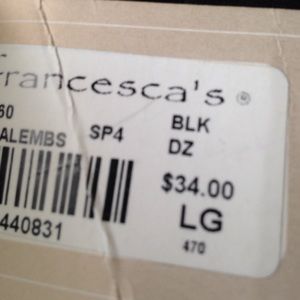 francesca's ®
60 BLK
ALEMBS SP4 DZ
$34.00
LG
440831
470